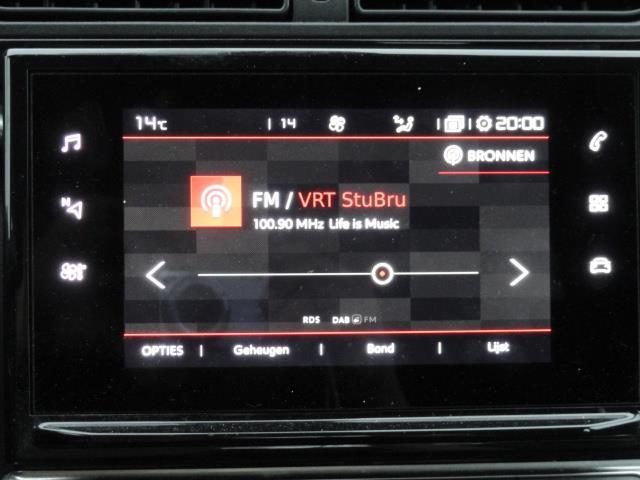 14°C | 14 | 20:00
BRONNEN
FM / VRT StuBru
100.90 MHz Life is Music
RDS DAB FM
OPTIES | Geheugen | Band | Lijst